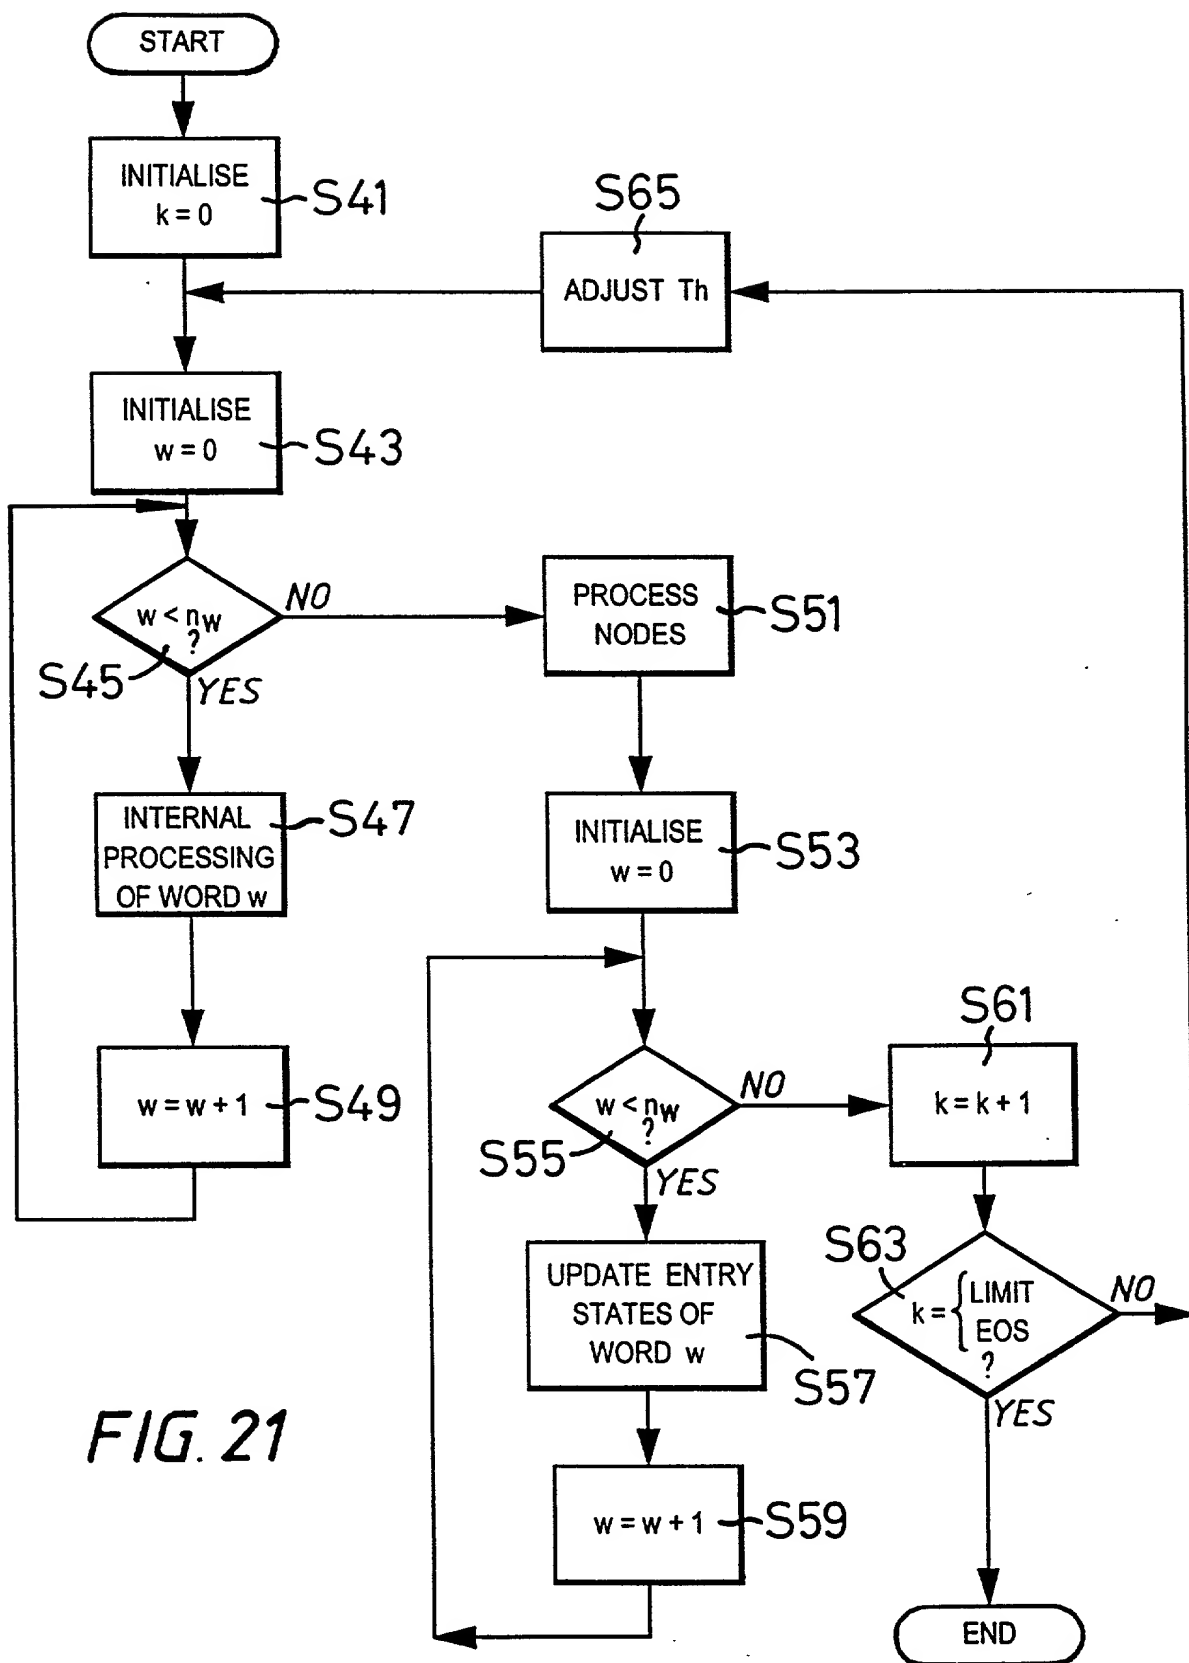 START
INITIALISE
k = 0
S41
S65
ADJUST Th
INITIALISE
w = 0
S43
w < nw
?
S45
NO
YES
PROCESS
NODES
S51
INTERNAL
PROCESSING
OF WORD w
S47
INITIALISE
w = 0
S53
w = w + 1
S49
w < nw
?
S55
NO
YES
S61
k = k + 1
UPDATE ENTRY
STATES OF
WORD w
S57
S63
k = { LIMIT
EOS
?
NO
YES
w = w + 1
S59
END
FIG. 21